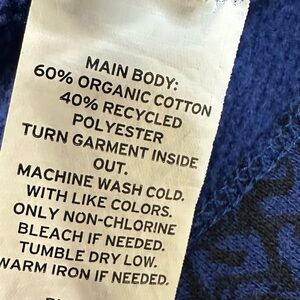 MAIN BODY:
60% ORGANIC COTTON
40% RECYCLED
POLYESTER
TURN GARMENT INSIDE
OUT.
MACHINE WASH COLD.
WITH LIKE COLORS.
ONLY NON-CHLORINE
BLEACH IF NEEDED.
TUMBLE DRY LOW.
WARM IRON IF NEEDED.